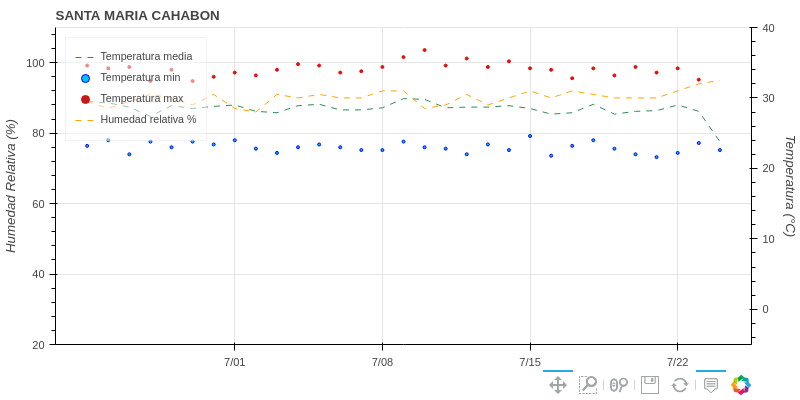 SANTA MARIA CAHABON
Temperatura media
Temperatura min
Temperatura max
Humedad relativa %
Humedad Relativa (%)
100
80
60
40
20
Temperatura (°C)
40
30
20
10
0
7/01
7/08
7/15
7/22